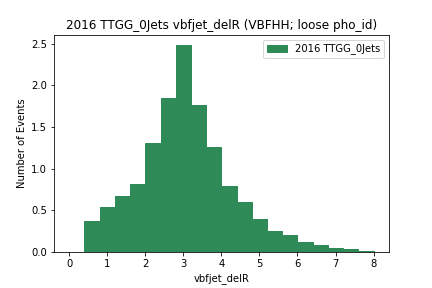 2016 TTGG_0Jets vbfjet_delR (VBFHH; loose pho_id)
2016 TTGG_0Jets
Number of Events
2.5
2.0
1.5
1.0
0.5
0.0
0 1 2 3 4 5 6 7 8
vbfjet_delR